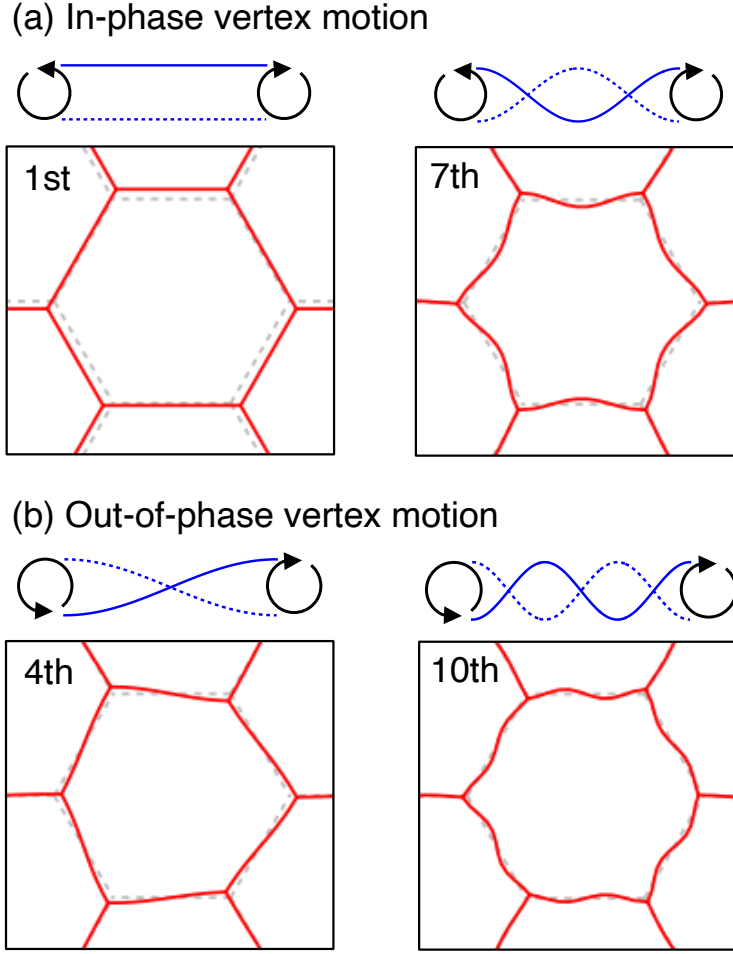 (a) In-phase vertex motion
1st
7th
(b) Out-of-phase vertex motion
4th
10th